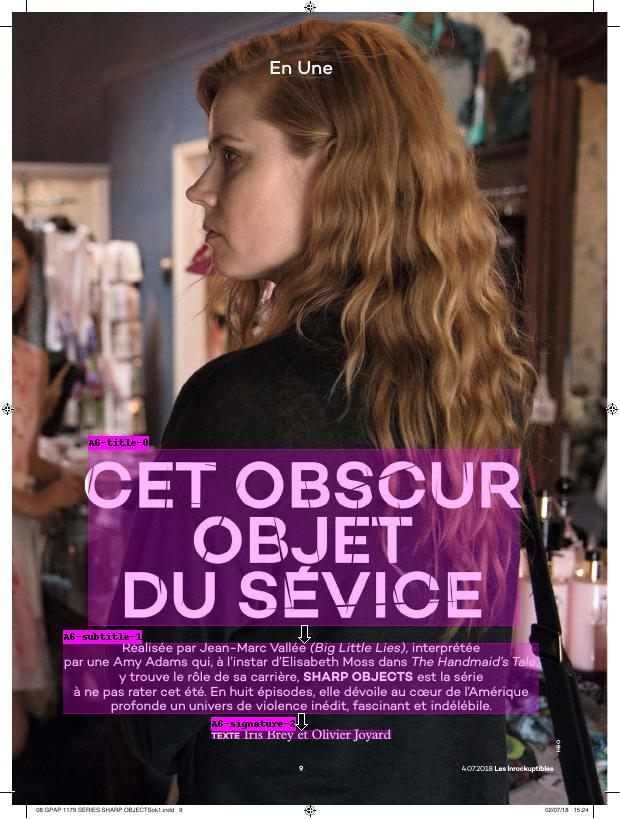 En Une
A6-title-0
CET OBSCUR
OBJET
DU SÉVICE
A6-subtitle-1
Réalisée par Jean-Marc Vallée (Big Little Lies), interprétée
par une Amy Adams qui, à l'instar d'Elisabeth Moss dans The Handmaid's Tale,
y trouve le rôle de sa carrière, SHARP OBJECTS est la série
à ne pas rater cet été. En huit épisodes, elle dévoile au cœur de l'Amérique
profonde un univers de violence inédit, fascinant et indélébile.
A6-signature-2
TEXTE Iris Brey et Olivier Joyard
HBO
9
4.07.2018 Les Inrockuptibles
08 GPAP 1179 SERIES SHARP OBJECTSok1.indd 9
02/07/18 15:24